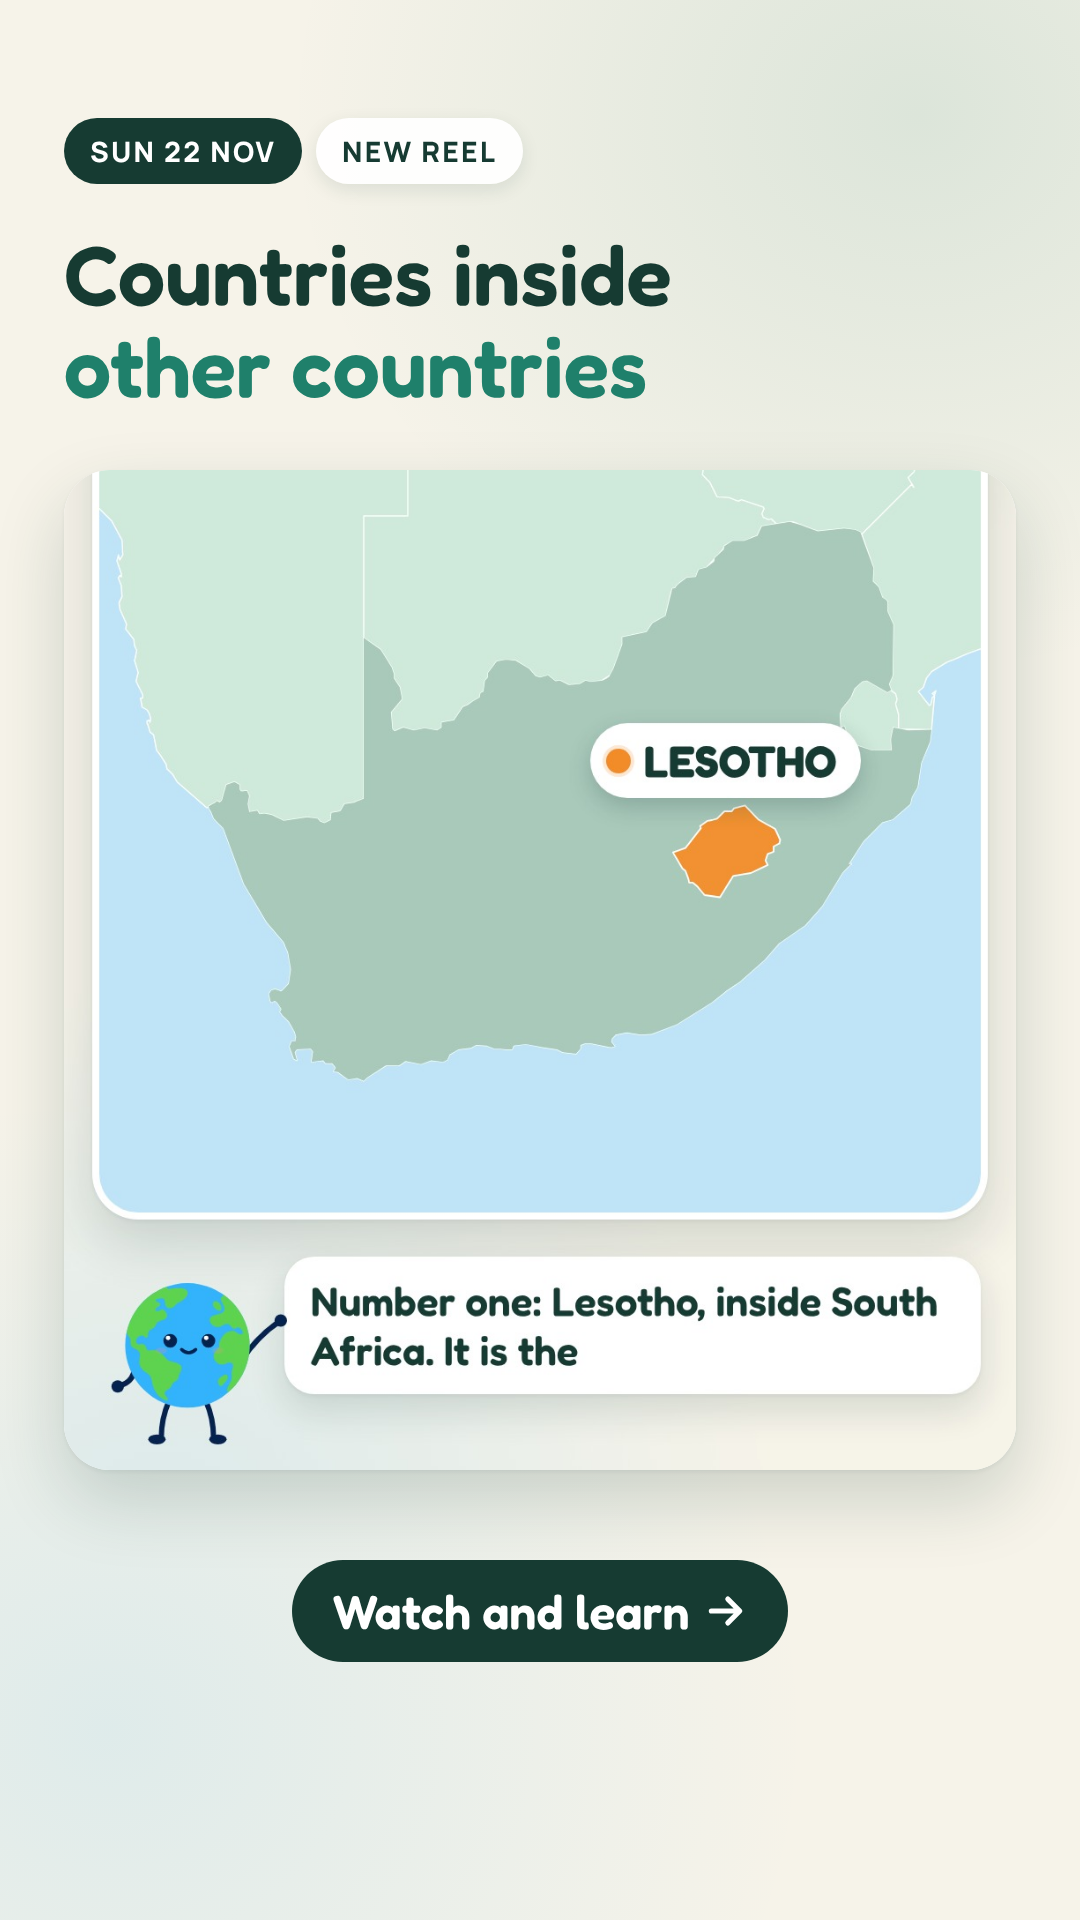 SUN 22 NOV
NEW REEL
Countries inside
other countries
LESOTHO
Number one: Lesotho, inside South
Africa. It is the
Watch and learn →